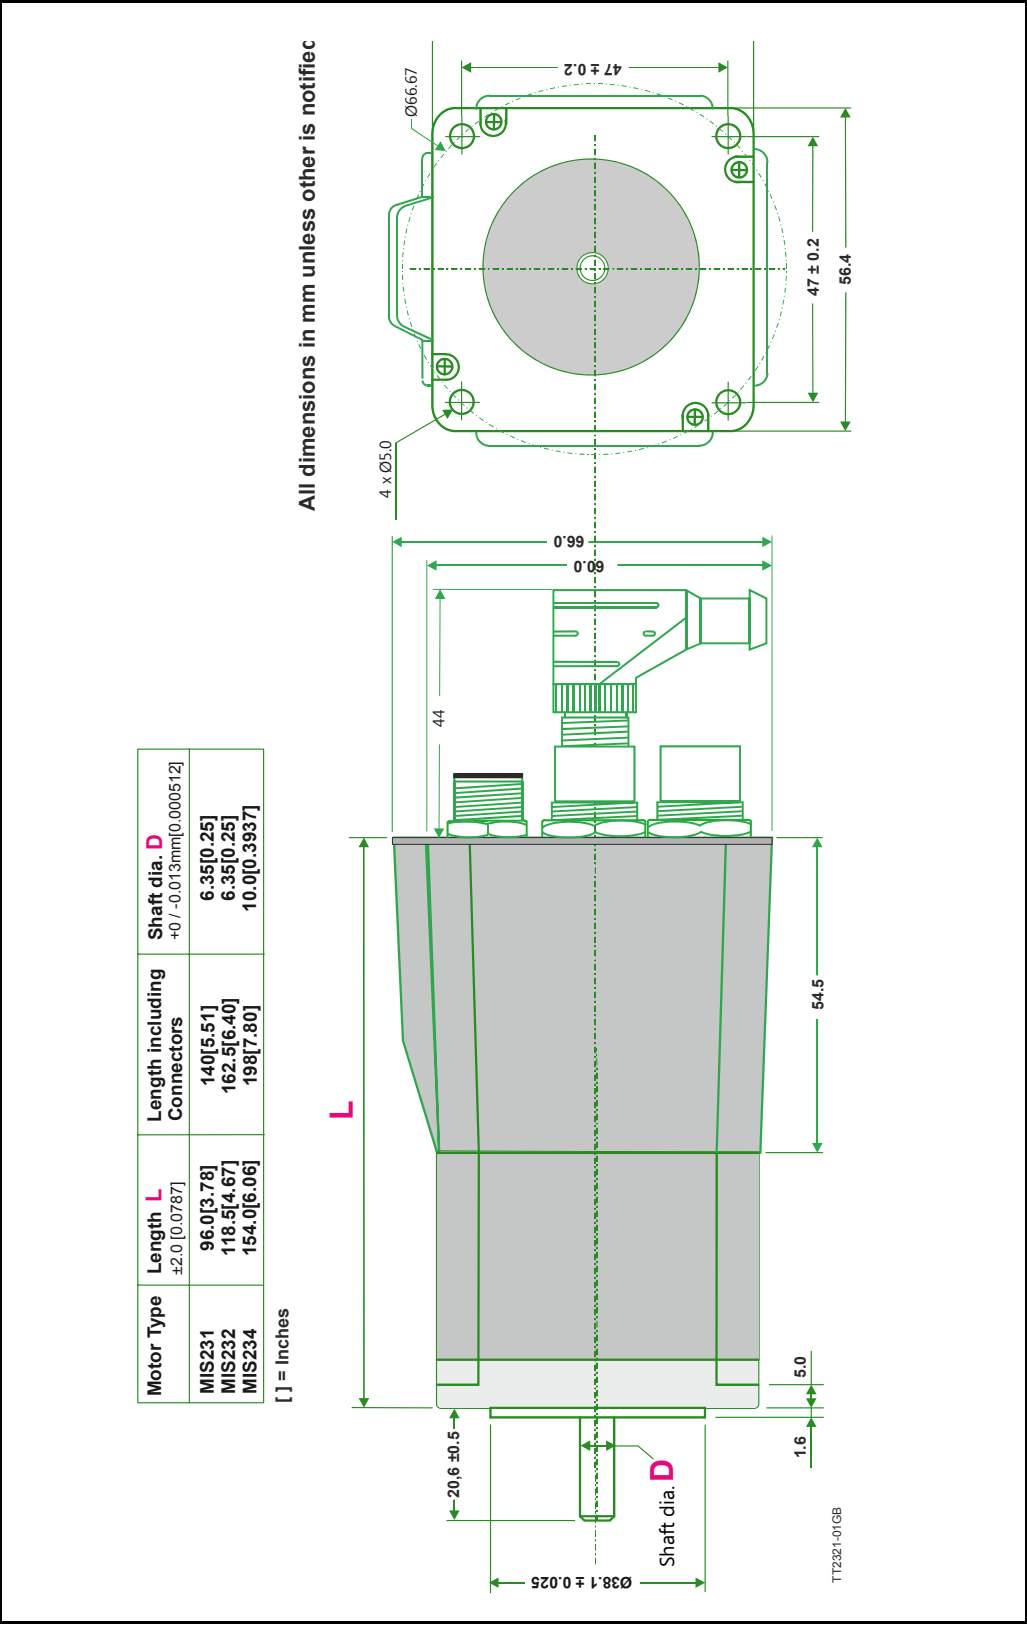 Motor Type
Length L
±2.0 [0.0787]
Length including
Connectors
Shaft dia. D
+0 / -0.013mm[0.000512]
MIS231
96.0[3.78]
140[5.51]
6.35[0.25]
MIS232
118.5[4.67]
162.5[6.40]
6.35[0.25]
MIS234
154.0[6.06]
198[7.80]
10.0[0.3937]
[ ] = Inches
All dimensions in mm unless other is notified
L
44
66.0
60.0
4 x Ø5.0
Ø66.67
47 ± 0.2
47 ± 0.2
56.4
20,6 ±0.5
Ø38.1 ± 0.025
Shaft dia. D
1.6
5.0
54.5
TT2321-01GB